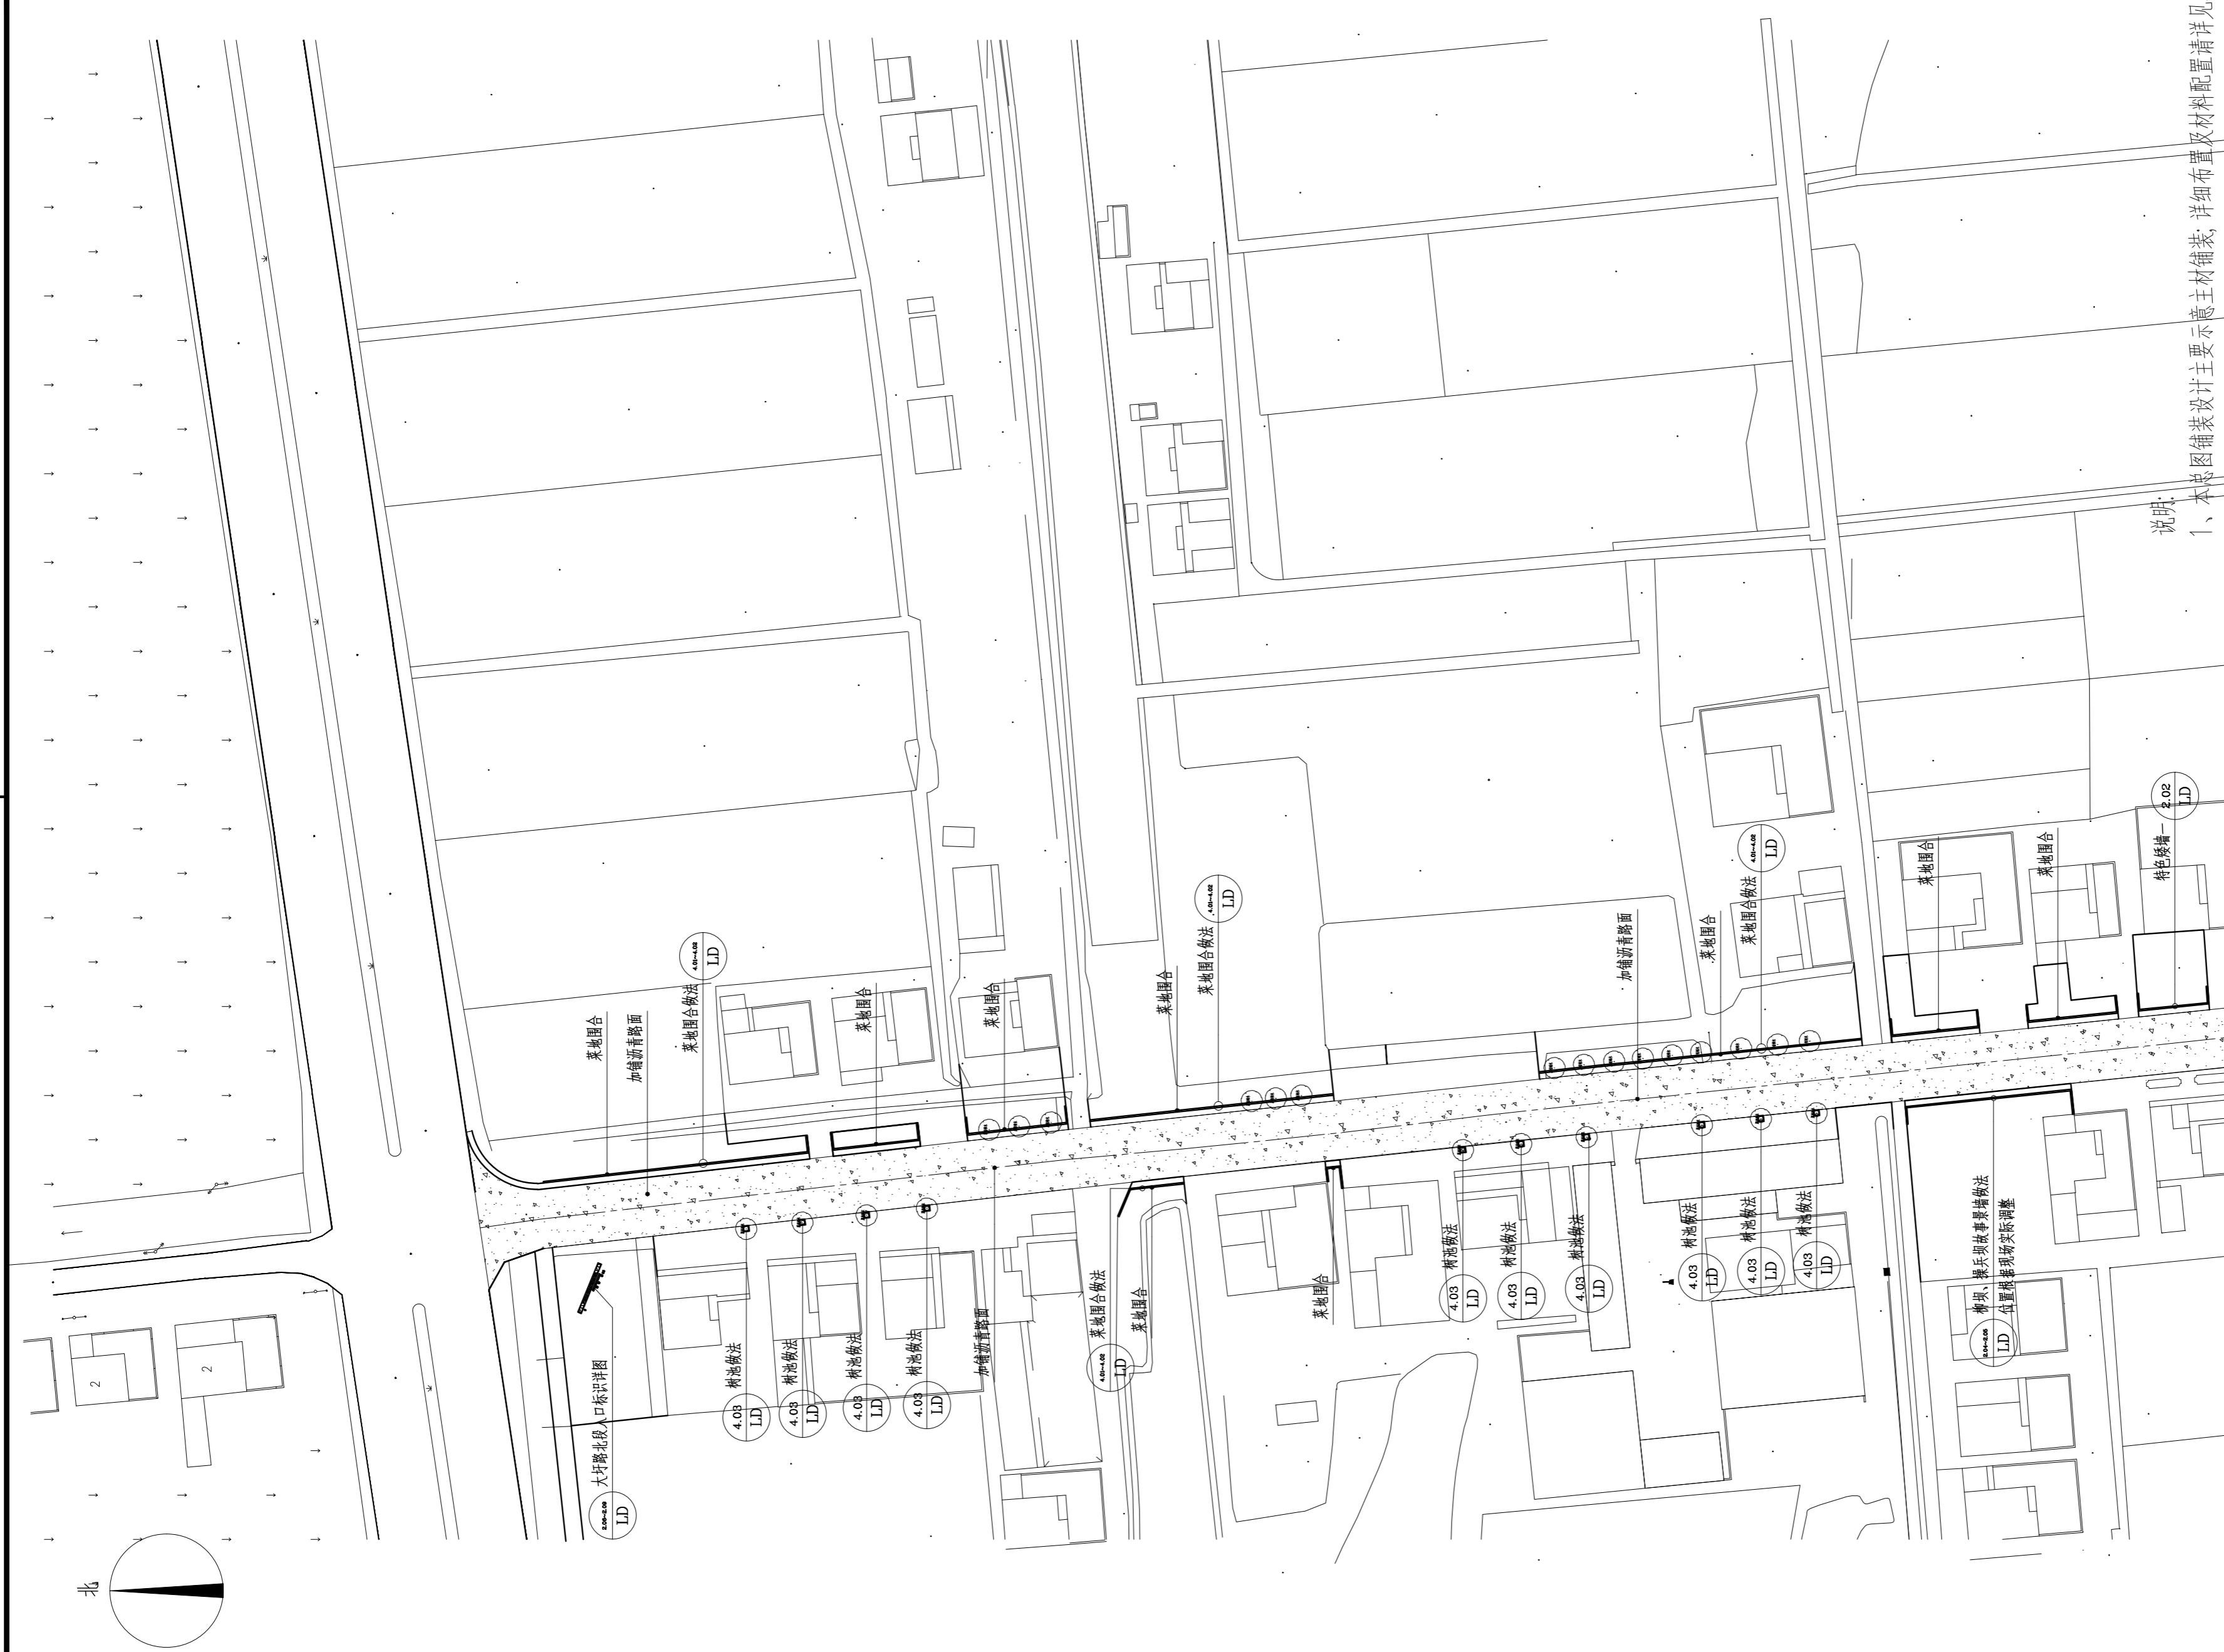 北
2
2
菜地围合
加铺沥青路面
菜地围合做法
4.01~4.02
LD
菜地围合
菜地围合
菜地围合
菜地围合做法
4.01~4.02
LD
加铺沥青路面
菜地围合
菜地围合做法
4.01~4.02
LD
菜地围合
菜地围合
特色矮墙一
2.02
LD
大圩路北段入口标识详图
LD
树池做法
4.03
LD
树池做法
4.03
LD
树池做法
4.03
LD
树池做法
4.03
LD
加铺沥青路面
菜地围合做法
4.01~4.02
LD
菜地围合
菜地围合
树池做法
4.03
LD
树池做法
4.03
LD
树池做法
4.03
LD
树池做法
4.03
LD
树池做法
4.03
LD
树池做法
4.03
LD
柳坝、操兵坝故事景墙做法
位置根据现场实际调整
LD
说明:
1、本总图铺装设计主要示意主材铺装; 详细布置及材料配置请详见